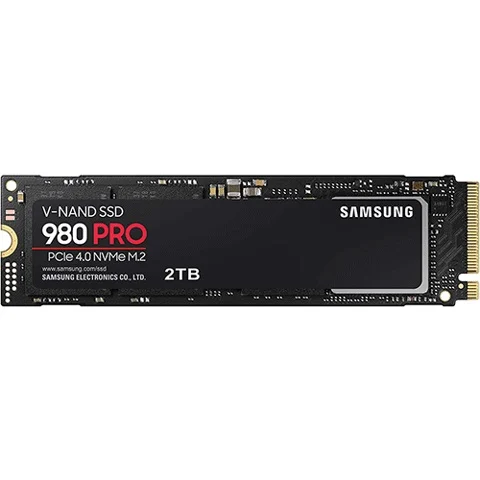 V-NAND SSD
980 PRO
PCIe 4.0 NVMe M.2
www.samsung.com/ssd
SAMSUNG ELECTRONICS CO., LTD.
2TB
SAMSUNG